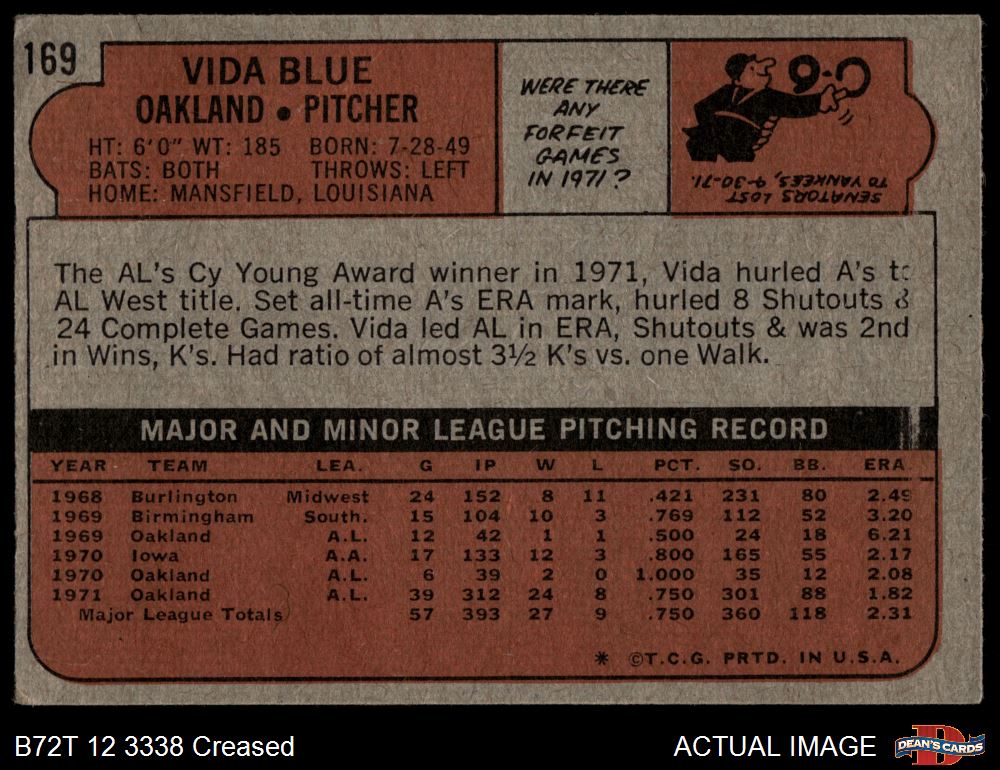 169
VIDA BLUE
OAKLAND • PITCHER
HT: 6'0" WT: 185 BORN: 7-28-49
BATS: BOTH THROWS: LEFT
HOME: MANSFIELD, LOUISIANA
WERE THERE
ANY
FORFEIT
GAMES
IN 1971?
9-0
SENATORS LOST
TO YANKEES, 9-30-71.
The AL's Cy Young Award winner in 1971, Vida hurled A's
AL West title. Set all-time A's ERA mark, hurled 8 Shutouts &
24 Complete Games. Vida led AL in ERA, Shutouts & was 2nd
in Wins, K's. Had ratio of almost 3½ K's vs. one Walk.
MAJOR AND MINOR LEAGUE PITCHING RECORD
YEAR TEAM LEA. G IP W L PCT. SO. BB. ERA
1968 Burlington Midwest 24 152 8 11 .421 231 80 2.49
1969 Birmingham South. 15 104 10 3 .769 112 52 3.20
1969 Oakland A.L. 12 42 1 1 .500 24 18 6.21
1970 Iowa A.A. 17 133 12 3 .800 165 55 2.17
1970 Oakland A.L. 6 39 2 0 1.000 35 12 2.08
1971 Oakland A.L. 39 312 24 8 .750 301 88 1.82
Major League Totals 57 393 27 9 .750 360 118 2.31
* ©T.C.G. PRTD. IN U.S.A.
B72T 12 3338 Creased
ACTUAL IMAGE
DEAN'S CARDS